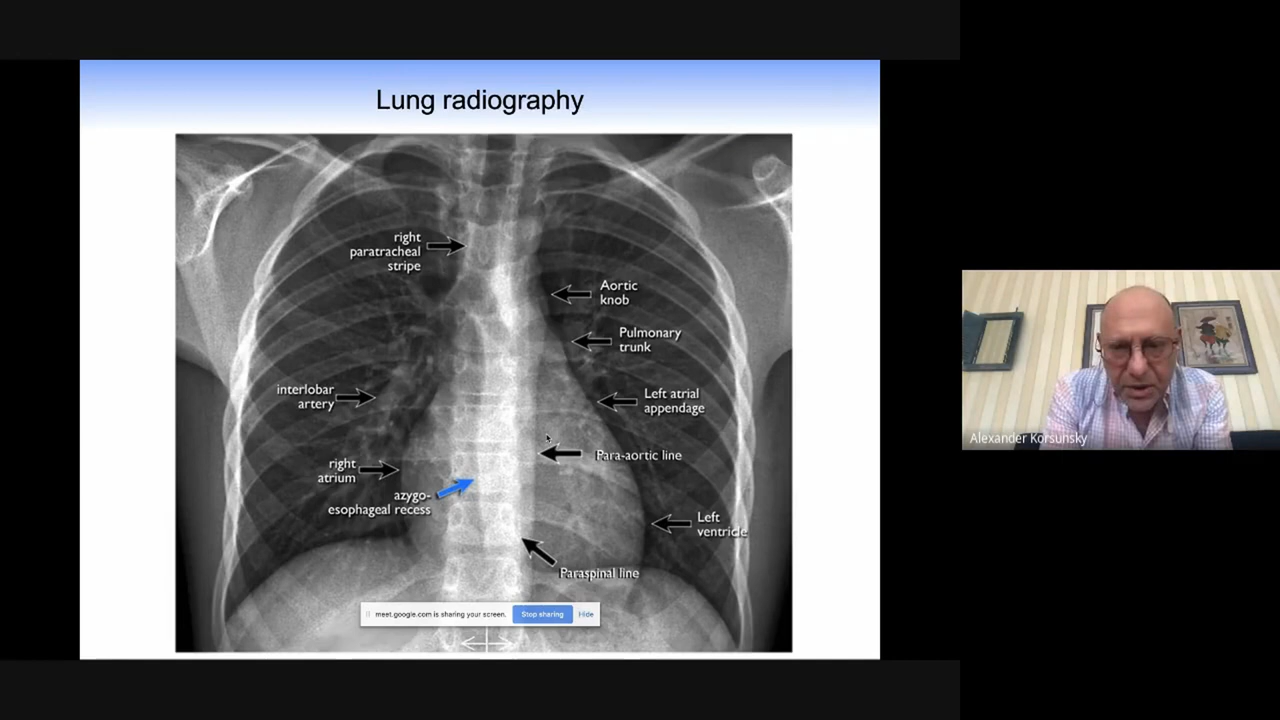 Lung radiography
right
paratracheal
stripe
Aortic
knob
Pulmonary
trunk
interlobar
artery
Left atrial
appendage
Para-aortic line
right
atrium
azygo-
esophageal recess
Left
ventricle
Paraspinal line
meet.google.com is sharing your screen.
Stop sharing
Hide
Alexander Korsunsky